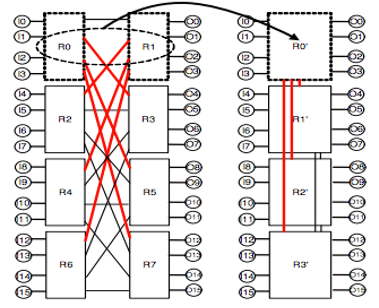 I0 O0 I0 O0
I1 R0 R1 O1 I1 R0' O1
I2 O2 I2 O2
I3 O3 I3 O3
I4 O4 I4 O4
I5 R2 R3 O5 I5 R1' O5
I6 O6 I6 O6
I7 O7 I7 O7
I8 O8 I8 O8
I9 R4 R5 O9 I9 R2' O9
I10 O10 I10 O10
I11 O11 I11 O11
I12 O12 I12 O12
I13 R6 R7 O13 I13 R3' O13
I14 O14 I14 O14
I15 O15 I15 O15